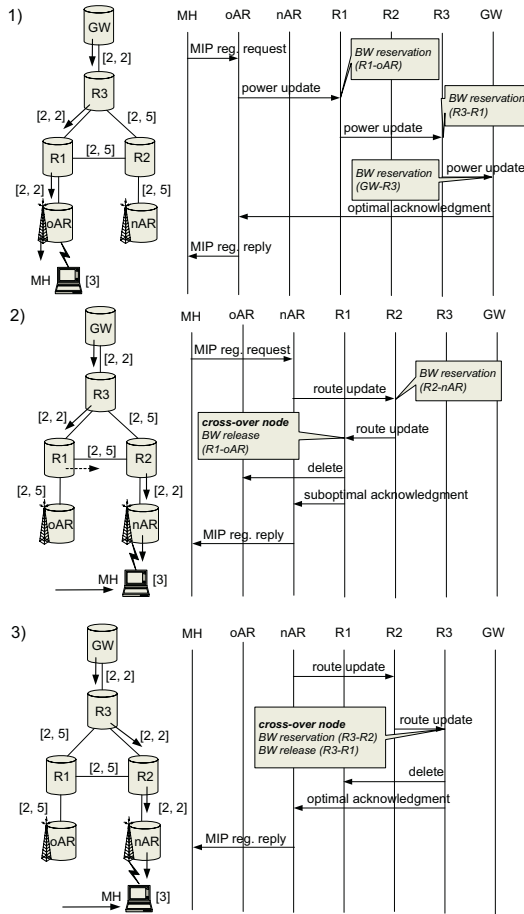 1)
GW
[2, 2]
R3
[2, 2]
[2, 5]
R1
[2, 5]
R2
[2, 2]
[2, 5]
oAR
nAR
MH
[3]
MH oAR nAR R1 R2 R3 GW
MIP reg. request
BW reservation
(R1-oAR)
power update
BW reservation
(R3-R1)
power update
BW reservation
(GW-R3)
power update
optimal acknowledgment
MIP reg. reply
2)
GW
[2, 2]
R3
[2, 2]
[2, 5]
R1
[2, 5]
R2
[2, 5]
[2, 2]
oAR
nAR
MH
[3]
MH oAR nAR R1 R2 R3 GW
MIP reg. request
route update
BW reservation
(R2-nAR)
cross-over node
BW release
(R1-oAR)
route update
delete
suboptimal acknowledgment
MIP reg. reply
3)
GW
[2, 2]
R3
[2, 5]
[2, 2]
R1
[2, 5]
R2
[2, 5]
[2, 2]
oAR
nAR
MH
[3]
MH oAR nAR R1 R2 R3 GW
route update
cross-over node
BW reservation (R3-R2)
BW release (R3-R1)
route update
delete
optimal acknowledgment
MIP reg. reply